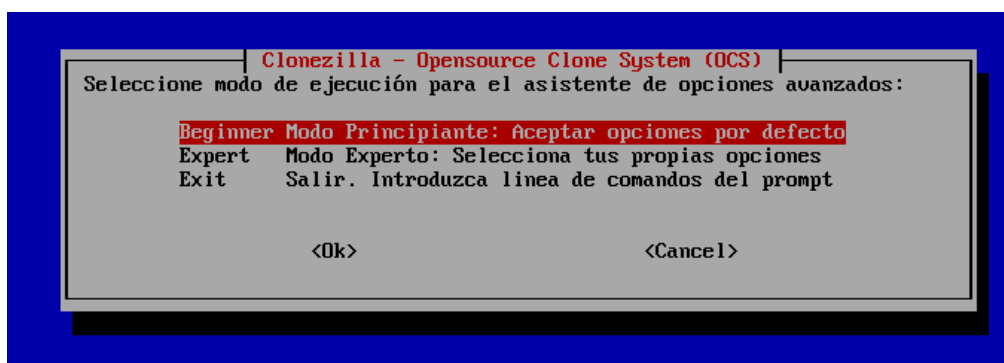 Clonezilla - Opensource Clone System (OCS)
Seleccione modo de ejecución para el asistente de opciones avanzados:
Beginner Modo Principiante: Aceptar opciones por defecto
Expert Modo Experto: Selecciona tus propias opciones
Exit Salir. Introduzca linea de comandos del prompt
<Ok> <Cancel>